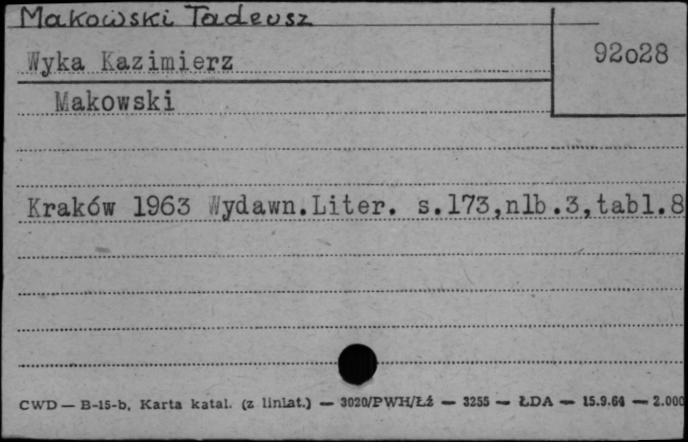 Makowski Tadeusz
92o28
Wyka Kazimierz
Makowski
Kraków 1963 Wydawn.Liter. s.173,nlb.3,tabl.8
CWD — B-15-b, Karta katal. (z liniat.) — 3020/PWH/Łź — 3255 — ŁDA — 15.9.64 — 2.000